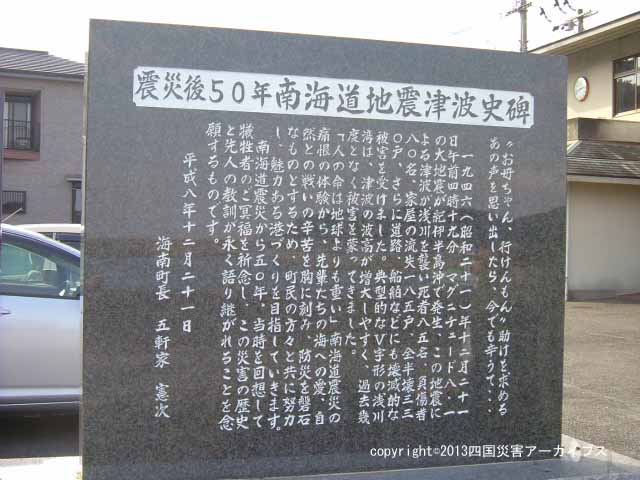 震災後50年南海道地震津波史碑
〝お母ちゃん、行けんもん〟助けを求める
あの声を思い出したら、今でも辛うて・・・
一九四六(昭和二十一)年十二月二十一
日午前四時十九分 マグニチュード八・一
の大地震が紀伊半島沖で発生、この地震に
よる津波が浅川を襲い死者八五名、負傷者
八〇名、家屋の流失一八五戸、全半壊三三
〇戸、さらに道路、船舶などにも壊滅的な
被害を受けました。典型的なV字形の浅川
湾は、津波の波高が増大しやすく、過去幾
度となく被害を蒙ってきました。
「人の命は地球よりも重い」南海道震災の
痛恨の体験から、先輩たちの海への愛、自
然との戦いの辛苦を胸に刻み、防災を磐石
なものとするため、町民の方々と共に努力
し、魅力ある港づくりを目指していきます。
南海道震災から五〇年、当時を回想して
犠牲者のご冥福を祈念し、この災害の歴史
と先人の教訓が永く語り継がれることを念
願するものです。
平成八年十二月二十一日
海南町長 五軒家 憲次
copyright©2013四国災害アーカイブス